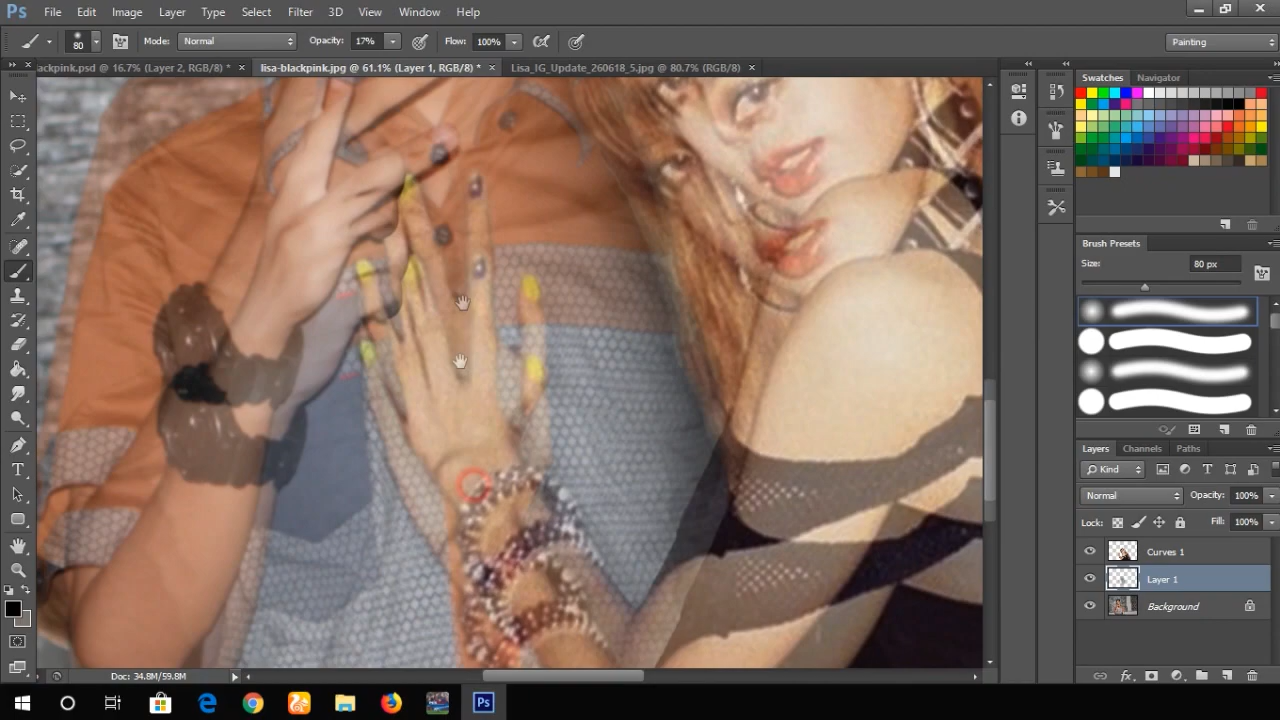 Ps File Edit Image Layer Type Select Filter 3D View Window Help
80 Mode: Normal Opacity: 17% Flow: 100% Painting
ackpink.psd @ 16.7% (Layer 2, RGB/8) * × lisa-blackpink.jpg @ 61.1% (Layer 1, RGB/8) * × Lisa_IG_Update_260618_5.jpg @ 80.7% (RGB/8) ×
Swatches Navigator
Brush Presets
Size: 80 px
Layers Channels Paths
Kind
Normal Opacity: 100%
Lock: Fill: 100%
Curves 1
Layer 1
Background
Doc: 34.8M/59.8M
Ps